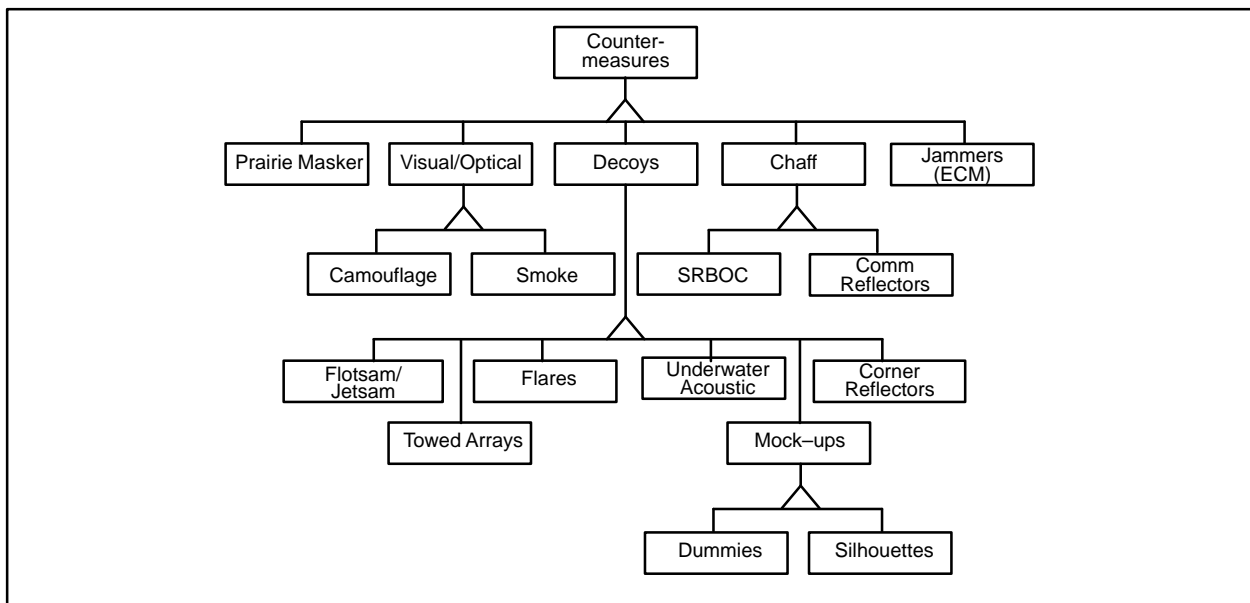 Counter-
measures
Prairie Masker
Visual/Optical
Decoys
Chaff
Jammers
(ECM)
Camouflage
Smoke
SRBOC
Comm
Reflectors
Flotsam/
Jetsam
Flares
Underwater
Acoustic
Corner
Reflectors
Towed Arrays
Mock–ups
Dummies
Silhouettes